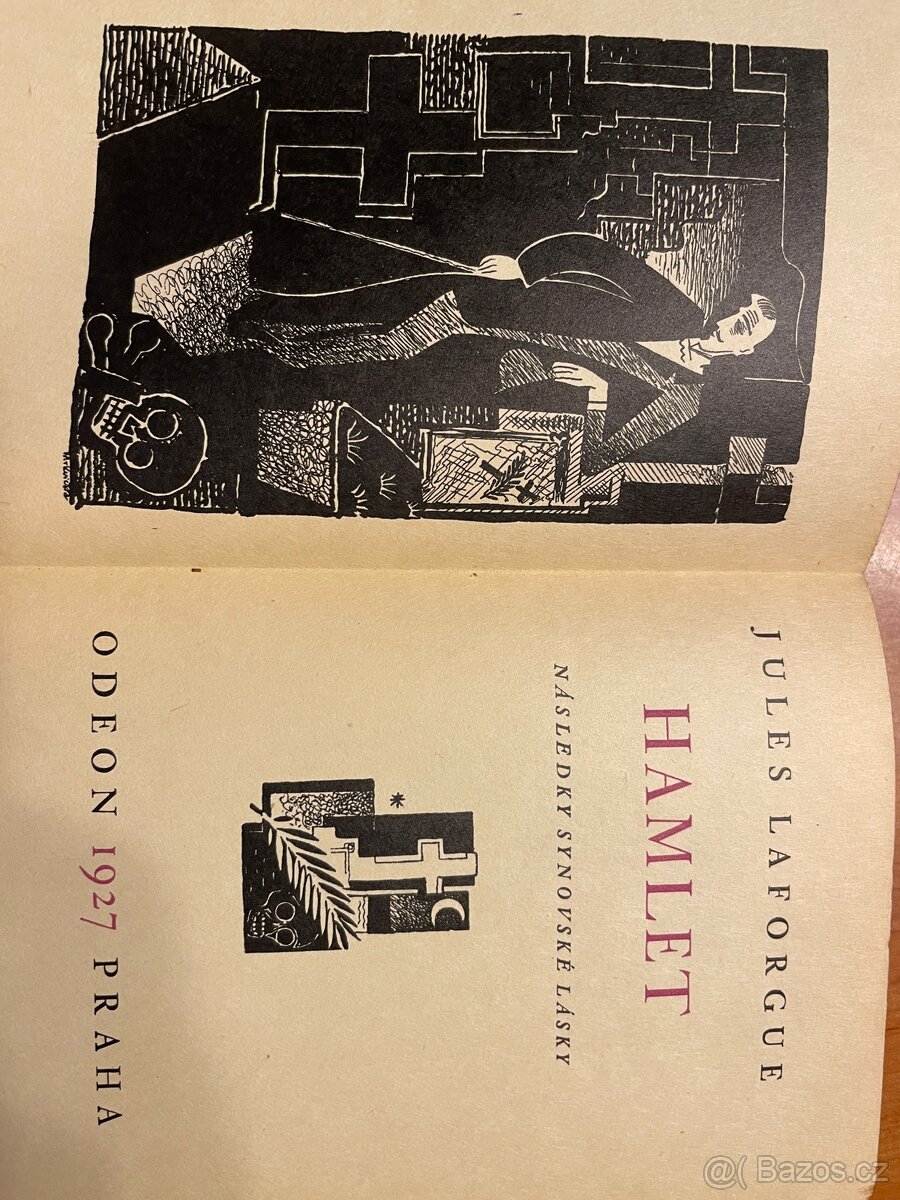 JULES LAFORGUE
HAMLET
NÁSLEDKY SYNOVSKÉ LÁSKY
*
ODEON 1927 PRAHA
@( Bazos.cz